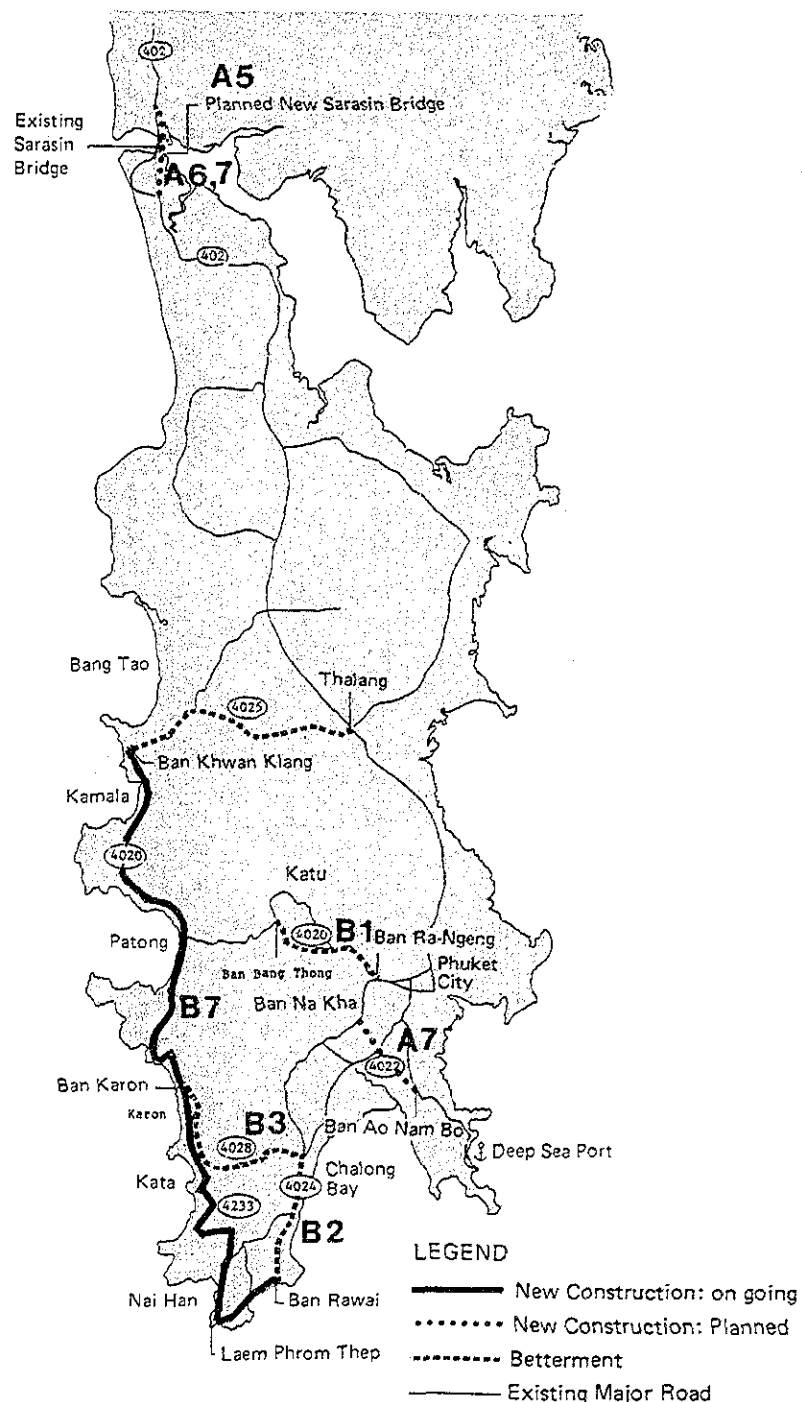 402
A5
Planned New Sarasin Bridge
Existing
Sarasin
Bridge
A6,7
402
Bang Tao
Thalang
4025
Ban Khwan Klang
Kamala
4020
Katu
Patong
4020
B1
Ban Ra-Ngeng
Ban Bang Thong
Phuket
City
Ban Na Kha
B7
A7
4022
Ban Karon
Karon
B3
Ban Ao Nam Bo
4028
Deep Sea Port
Chalong
Bay
Kata
4024
4233
B2
LEGEND
New Construction: on going
Nai Han
Ban Rawai
New Construction: Planned
Laem Phrom Thep
Betterment
Existing Major Road